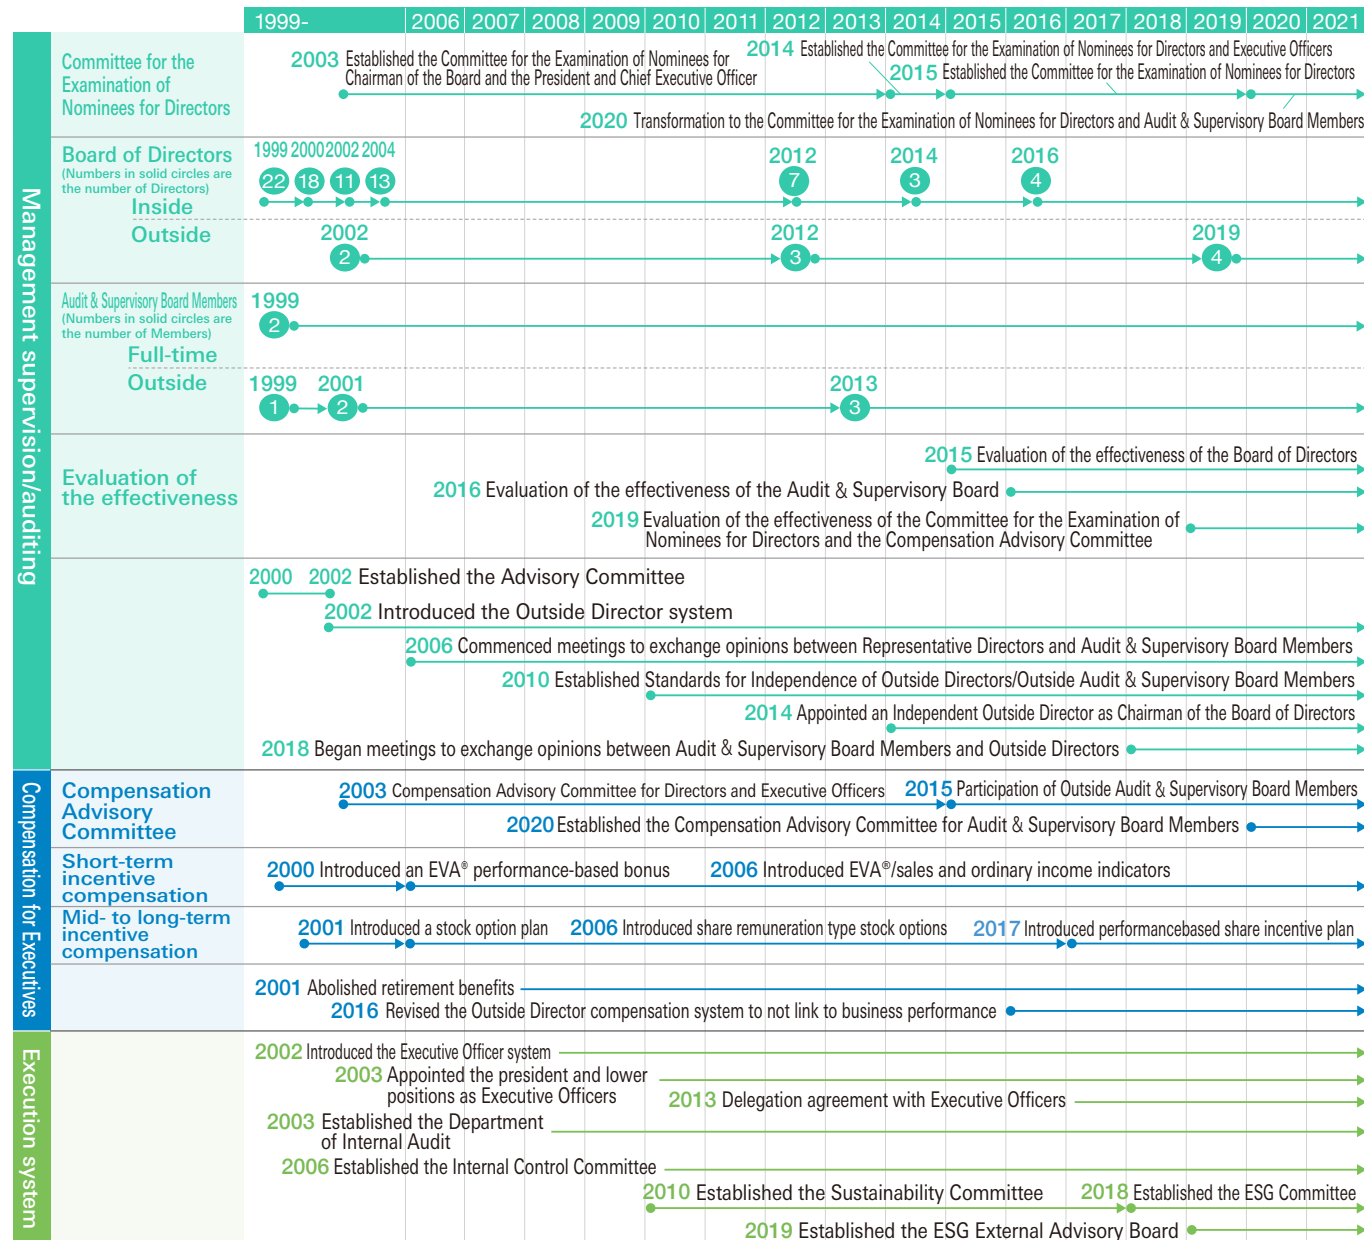 1999- 2006 2007 2008 2009 2010 2011 2012 2013 2014 2015 2016 2017 2018 2019 2020 2021
Management supervision/auditing
Committee for the
Examination of
Nominees for Directors
2003 Established the Committee for the Examination of Nominees for
Chairman of the Board and the President and Chief Executive Officer
2014 Established the Committee for the Examination of Nominees for Directors and Executive Officers
2015 Established the Committee for the Examination of Nominees for Directors
2020 Transformation to the Committee for the Examination of Nominees for Directors and Audit & Supervisory Board Members
Board of Directors
(Numbers in solid circles are
the number of Directors)
Inside
1999 2000 2002 2004 2012 2014 2016
22 18 11 13 7 3 4
Outside
2002 2012 2019
2 3 4
Audit & Supervisory Board Members
(Numbers in solid circles are
the number of Members)
Full-time
1999
2
Outside
1999 2001 2013
1 2 3
Evaluation of
the effectiveness
2015 Evaluation of the effectiveness of the Board of Directors
2016 Evaluation of the effectiveness of the Audit & Supervisory Board
2019 Evaluation of the effectiveness of the Committee for the Examination of
Nominees for Directors and the Compensation Advisory Committee
2000 2002 Established the Advisory Committee
2002 Introduced the Outside Director system
2006 Commenced meetings to exchange opinions between Representative Directors and Audit & Supervisory Board Members
2010 Established Standards for Independence of Outside Directors/Outside Audit & Supervisory Board Members
2014 Appointed an Independent Outside Director as Chairman of the Board of Directors
2018 Began meetings to exchange opinions between Audit & Supervisory Board Members and Outside Directors
Compensation for Executives
Compensation
Advisory
Committee
2003 Compensation Advisory Committee for Directors and Executive Officers
2015 Participation of Outside Audit & Supervisory Board Members
2020 Established the Compensation Advisory Committee for Audit & Supervisory Board Members
Short-term
incentive
compensation
2000 Introduced an EVA® performance-based bonus
2006 Introduced EVA®/sales and ordinary income indicators
Mid- to long-term
incentive
compensation
2001 Introduced a stock option plan
2006 Introduced share remuneration type stock options
2017 Introduced performancebased share incentive plan
2001 Abolished retirement benefits
2016 Revised the Outside Director compensation system to not link to business performance
Execution system
2002 Introduced the Executive Officer system
2003 Appointed the president and lower
positions as Executive Officers
2013 Delegation agreement with Executive Officers
2003 Established the Department
of Internal Audit
2006 Established the Internal Control Committee
2010 Established the Sustainability Committee
2018 Established the ESG Committee
2019 Established the ESG External Advisory Board